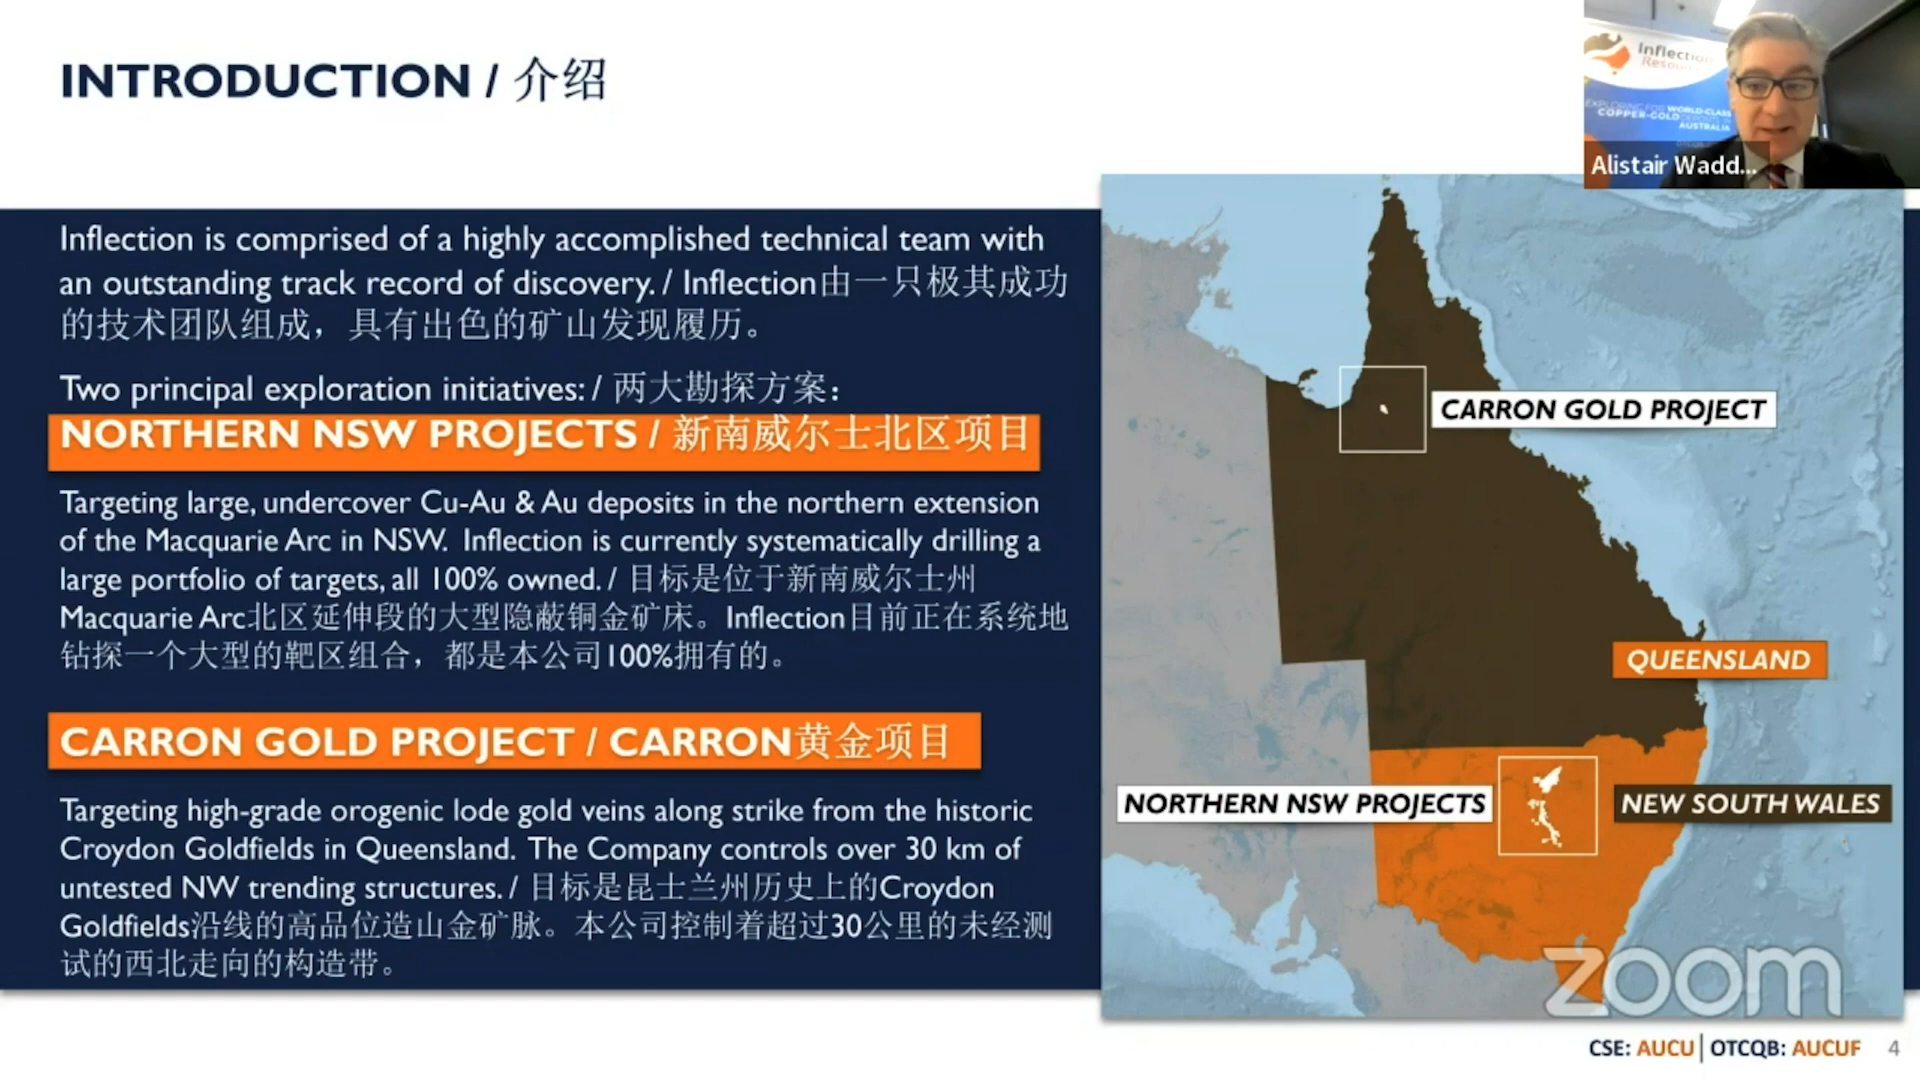 INTRODUCTION / 介绍
Inflection
Resou
EXPLORING FOR WORLD-CLASS
COPPER-GOLD DEPOSITS IN
AUSTRALIA
Alistair Wadd...
Inflection is comprised of a highly accomplished technical team with
an outstanding track record of discovery. / Inflection由一只极其成功
的技术团队组成，具有出色的矿山发现履历。
Two principal exploration initiatives: / 两大勘探方案：
NORTHERN NSW PROJECTS / 新南威尔士北区项目
Targeting large, undercover Cu-Au & Au deposits in the northern extension
of the Macquarie Arc in NSW. Inflection is currently systematically drilling a
large portfolio of targets, all 100% owned. / 目标是位于新南威尔士州
Macquarie Arc北区延伸段的大型隐蔽铜金矿床。Inflection目前正在系统地
钻探一个大型的靶区组合，都是本公司100%拥有的。
CARRON GOLD PROJECT / CARRON黄金项目
Targeting high-grade orogenic lode gold veins along strike from the historic
Croydon Goldfields in Queensland. The Company controls over 30 km of
untested NW trending structures. / 目标是昆士兰州历史上的Croydon
Goldfields沿线的高品位造山金矿脉。本公司控制着超过30公里的未经测
试的西北走向的构造带。
CARRON GOLD PROJECT
QUEENSLAND
NORTHERN NSW PROJECTS
NEW SOUTH WALES
zoom
CSE: AUCU | OTCQB: AUCUF 4